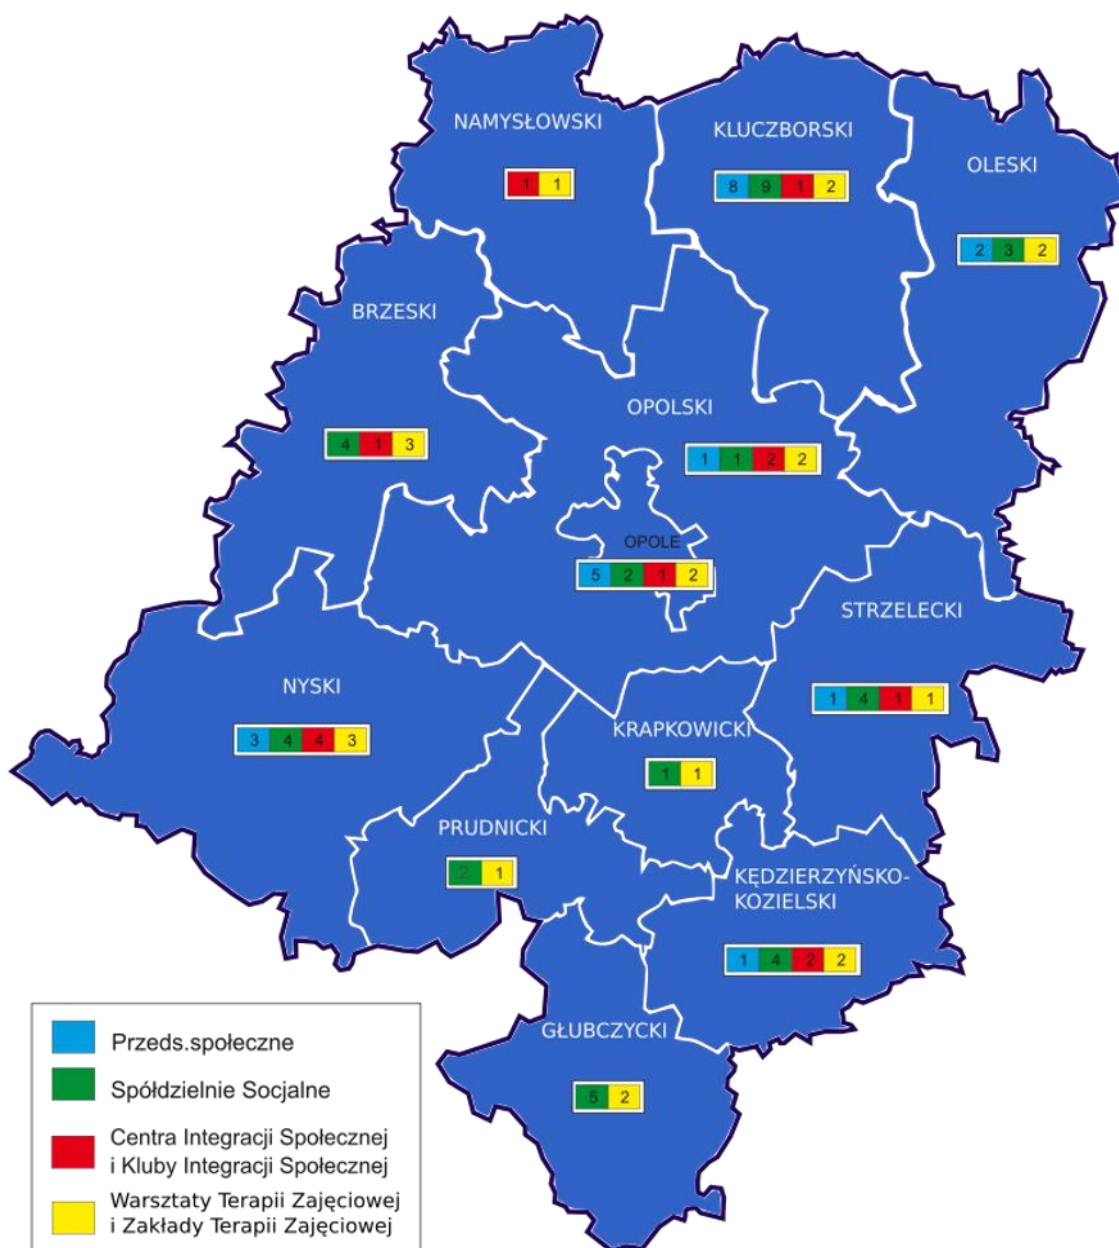 NAMYSŁOWSKI
1 1
KLUCZBORSKI
8 9 1 2
OLESKI
2 3 2
BRZESKI
4 1 3
OPOLSKI
1 1 2 2
OPOLE
5 2 1 2
STRZELECKI
1 4 1 1
NYSKI
3 4 4 3
KRAPKOWICKI
1 1
PRUDNICKI
2 1
KĘDZIERZYŃSKO-
KOZIELSKI
1 4 2 2
GŁUBCZYCKI
5 2
Przeds.społeczne
Spółdzielnie Socjalne
Centra Integracji Społecznej
i Kluby Integracji Społecznej
Warsztaty Terapii Zajęciowej
i Zakłady Terapii Zajęciowej